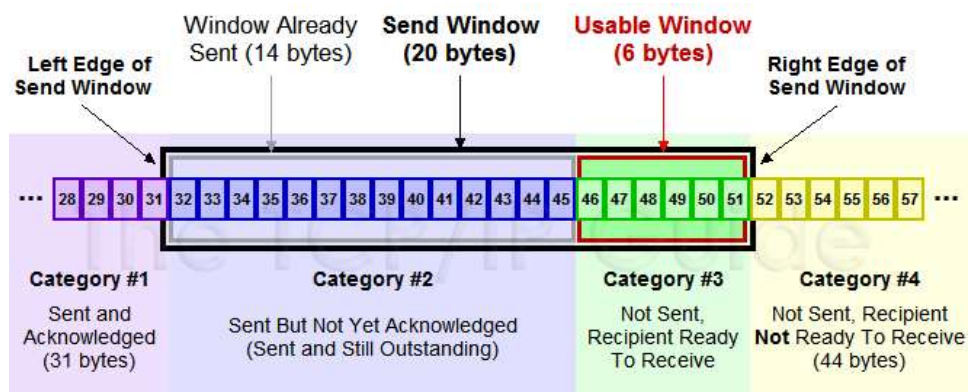 Window Already
Sent (14 bytes)
Send Window
(20 bytes)
Usable Window
(6 bytes)
Left Edge of
Send Window
Right Edge of
Send Window
... 28 29 30 31 32 33 34 35 36 37 38 39 40 41 42 43 44 45 46 47 48 49 50 51 52 53 54 55 56 57 ...
The TCP/IP Guide
Category #1
Sent and
Acknowledged
(31 bytes)
Category #2
Sent But Not Yet Acknowledged
(Sent and Still Outstanding)
Category #3
Not Sent,
Recipient Ready
To Receive
Category #4
Not Sent, Recipient
Not Ready To Receive
(44 bytes)